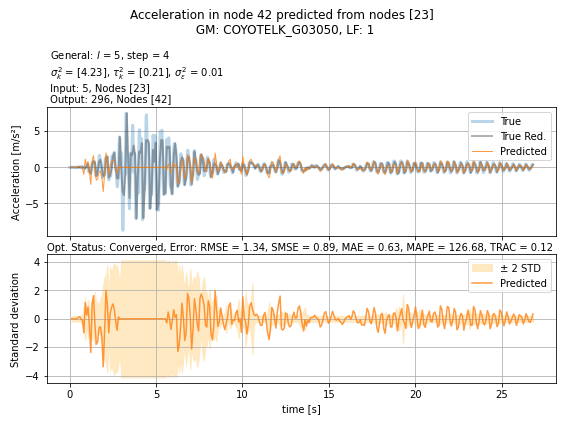 Acceleration in node 42 predicted from nodes [23]
GM: COYOTELK_G03050, LF: 1
General: l = 5, step = 4
σ²ₖ = [4.23], τ²ₖ = [0.21], σ²ₑ = 0.01
Input: 5, Nodes [23]
Output: 296, Nodes [42]
Acceleration [m/s²]
5
0
−5
True
True Red.
Predicted
Opt. Status: Converged, Error: RMSE = 1.34, SMSE = 0.89, MAE = 0.63, MAPE = 126.68, TRAC = 0.12
Standard deviation
4
2
0
−2
−4
± 2 STD
Predicted
0 5 10 15 20 25
time [s]